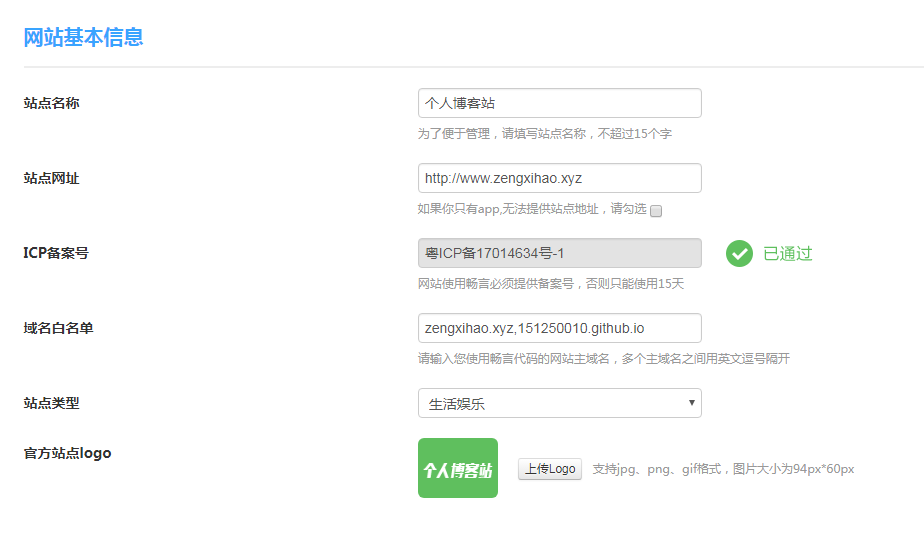 网站基本信息
站点名称
个人博客站
为了便于管理，请填写站点名称，不超过15个字
站点网址
http://www.zengxihao.xyz
如果你只有app,无法提供站点地址，请勾选
ICP备案号
粤ICP备17014634号-1
已通过
网站使用畅言必须提供备案号，否则只能使用15天
域名白名单
zengxihao.xyz,151250010.github.io
请输入您使用畅言代码的网站主域名，多个主域名之间用英文逗号隔开
站点类型
生活娱乐
官方站点logo
个人博客站
上传Logo
支持jpg、png、gif格式，图片大小为94px*60px